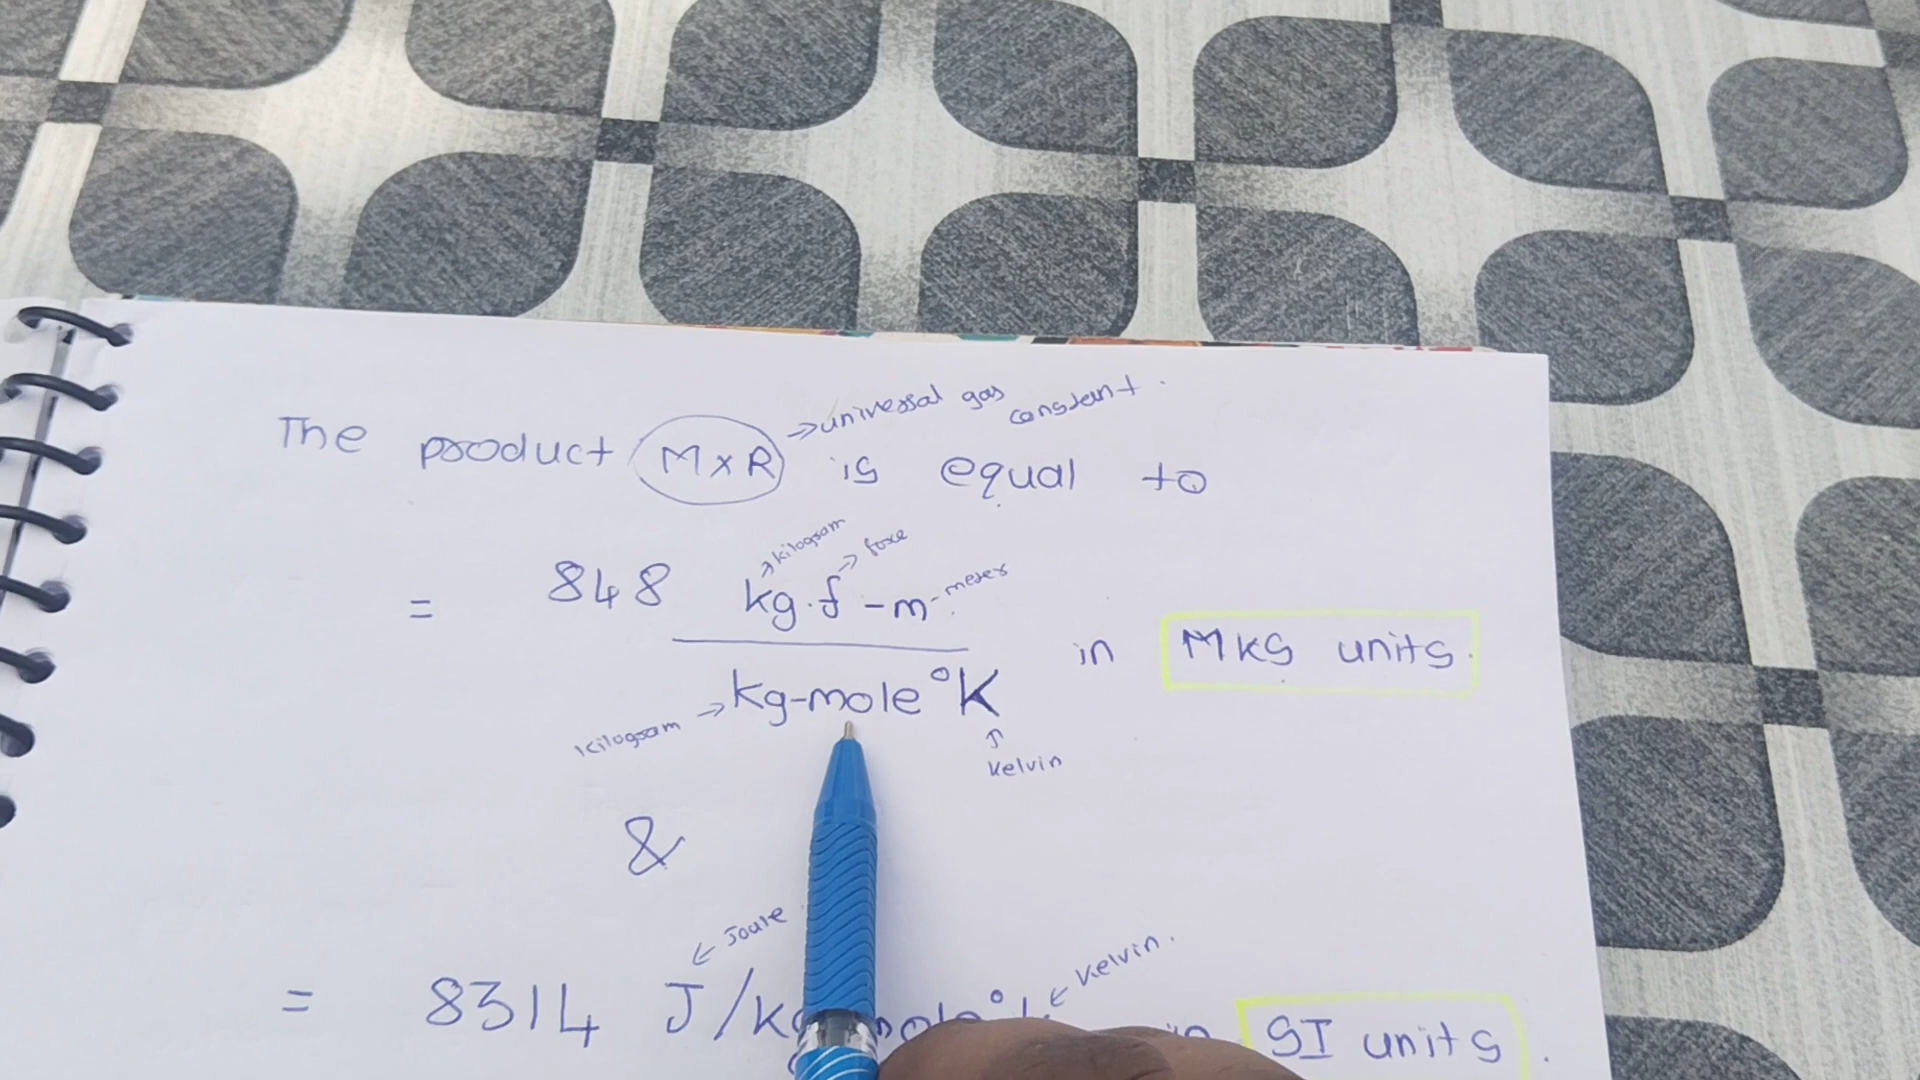 The product M×R → universal gas constant.
is equal to
→ kilogram → force
= 848 kg.f - m - meter
kg-mole °K in MKS units.
kilogram →
↑
Kelvin
&
← Joule ← Kelvin.
= 8314 J/k SI units.